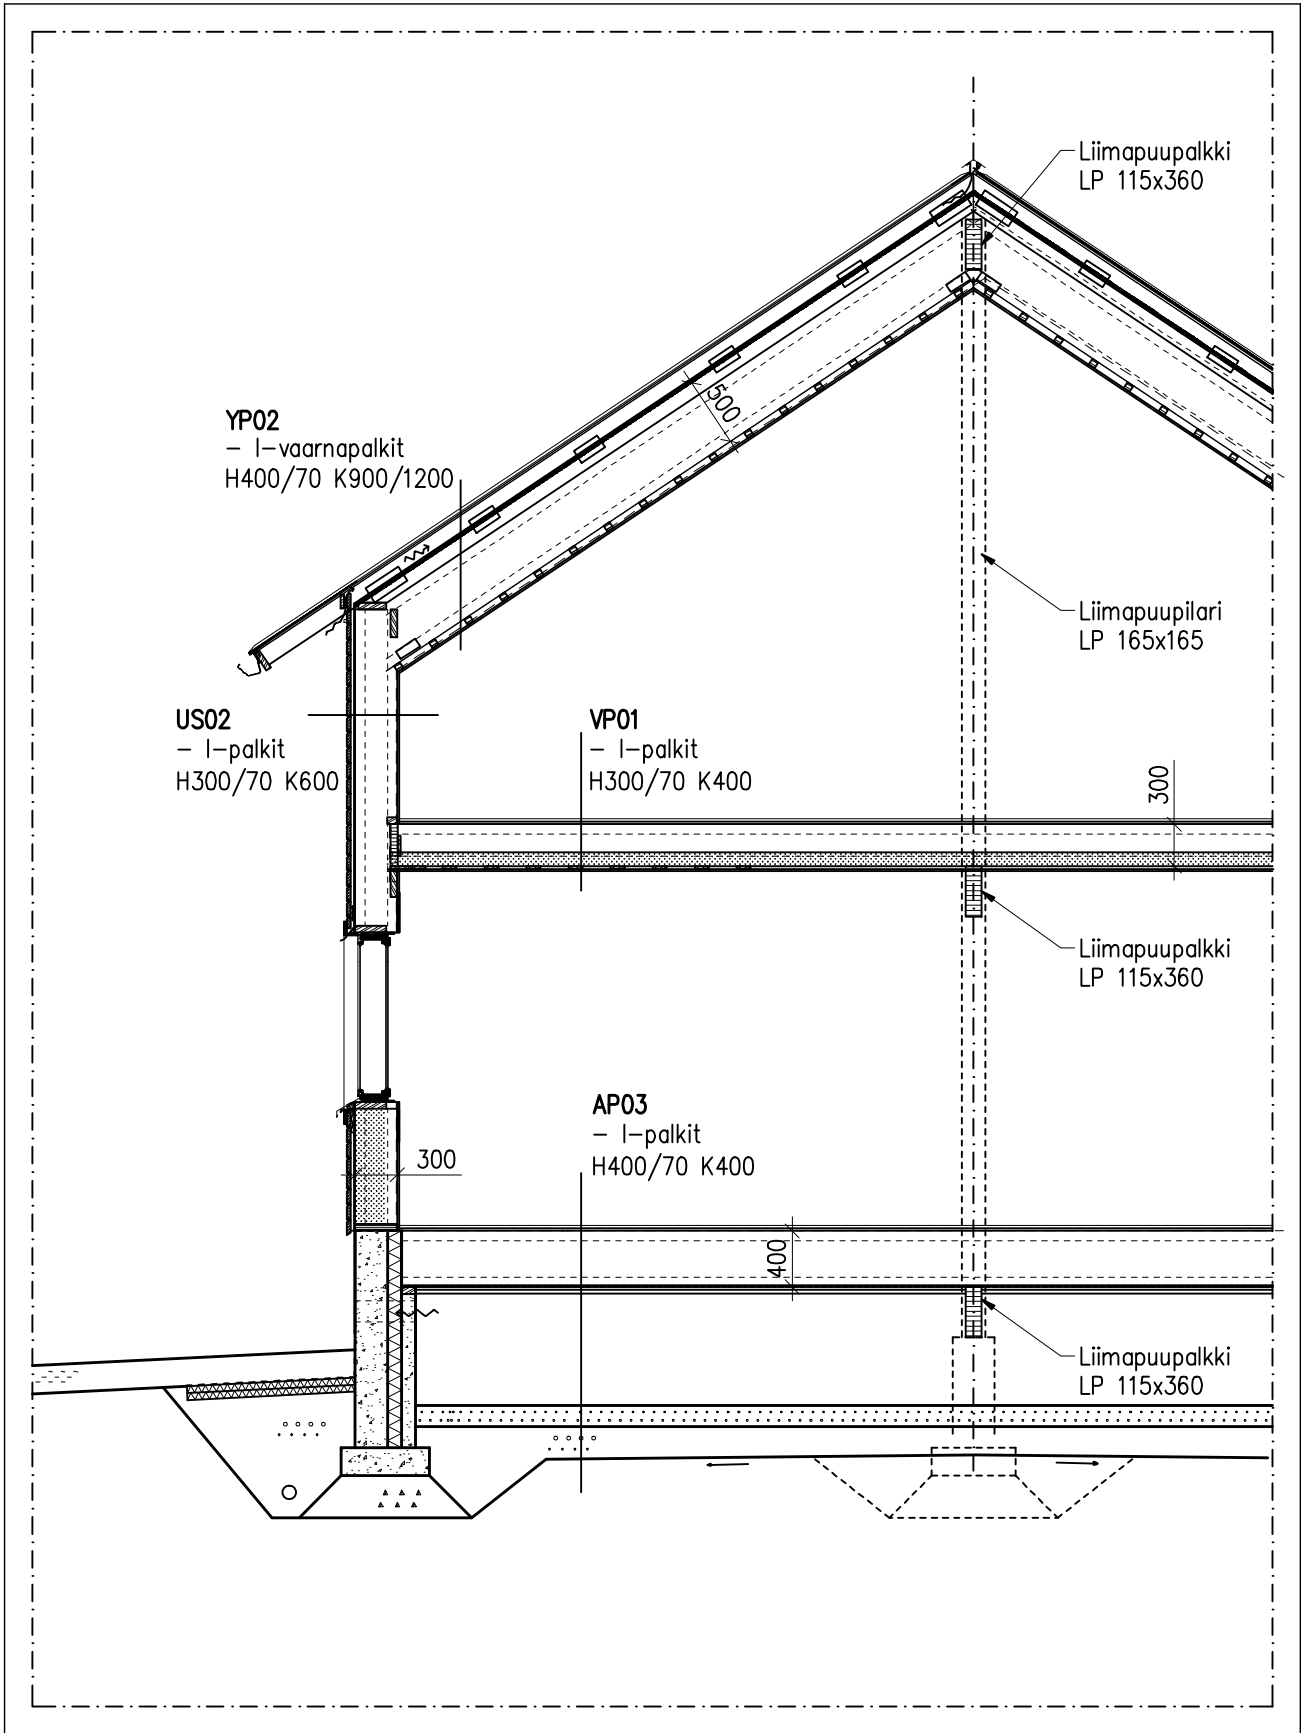 Liimapuupalkki
LP 115x360
500
YP02
- I-vaarnapalkit
H400/70 K900/1200
Liimapuupilari
LP 165x165
US02
- I-palkit
H300/70 K600
VP01
- I-palkit
H300/70 K400
300
Liimapuupalkki
LP 115x360
AP03
- I-palkit
H400/70 K400
300
400
Liimapuupalkki
LP 115x360